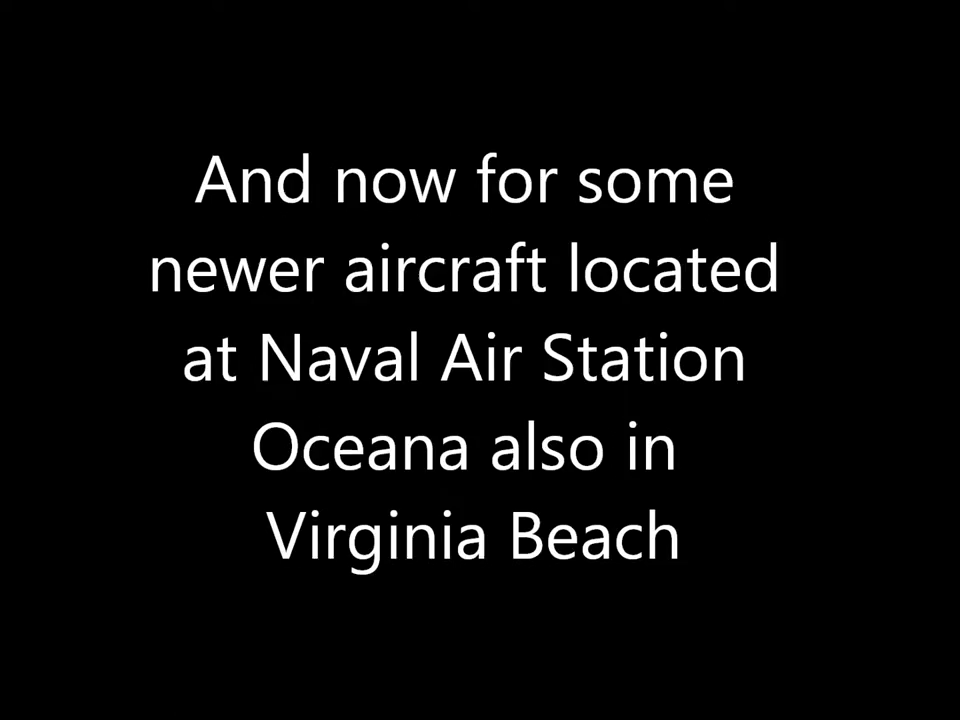 And now for some
newer aircraft located
at Naval Air Station
Oceana also in
Virginia Beach